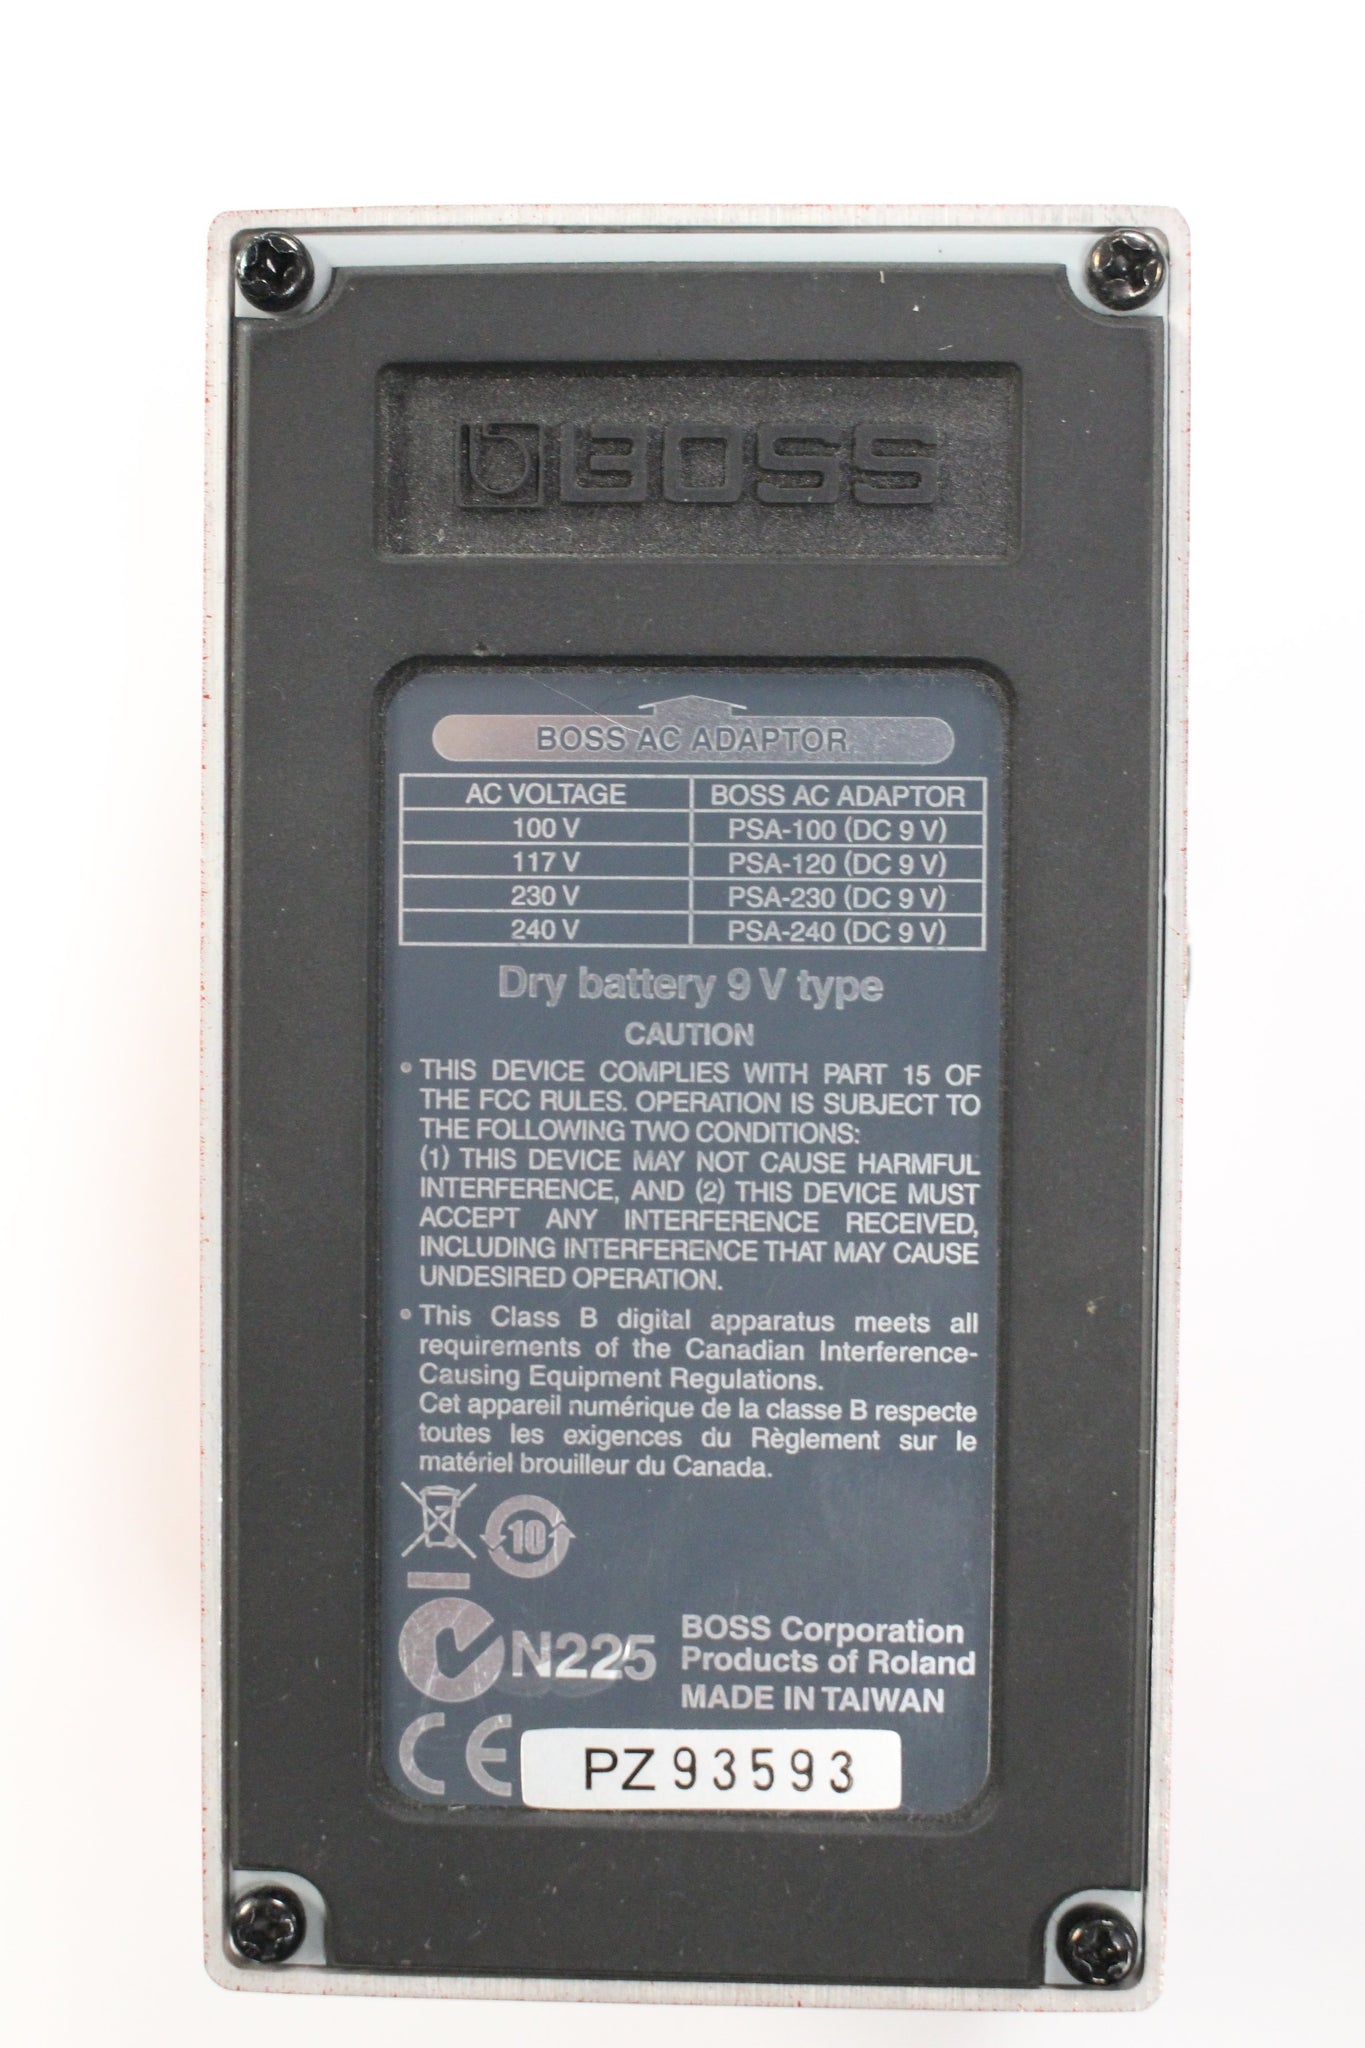 BOSS
BOSS AC ADAPTOR
AC VOLTAGE BOSS AC ADAPTOR
100 V PSA-100 (DC 9 V)
117 V PSA-120 (DC 9 V)
230 V PSA-230 (DC 9 V)
240 V PSA-240 (DC 9 V)
Dry battery 9 V type
CAUTION
• THIS DEVICE COMPLIES WITH PART 15 OF
THE FCC RULES. OPERATION IS SUBJECT TO
THE FOLLOWING TWO CONDITIONS:
(1) THIS DEVICE MAY NOT CAUSE HARMFUL
INTERFERENCE, AND (2) THIS DEVICE MUST
ACCEPT ANY INTERFERENCE RECEIVED,
INCLUDING INTERFERENCE THAT MAY CAUSE
UNDESIRED OPERATION.
• This Class B digital apparatus meets all
requirements of the Canadian Interference-
Causing Equipment Regulations.
Cet appareil numérique de la classe B respecte
toutes les exigences du Règlement sur le
matériel brouilleur du Canada.
10
N225
BOSS Corporation
Products of Roland
MADE IN TAIWAN
CE
PZ 93593